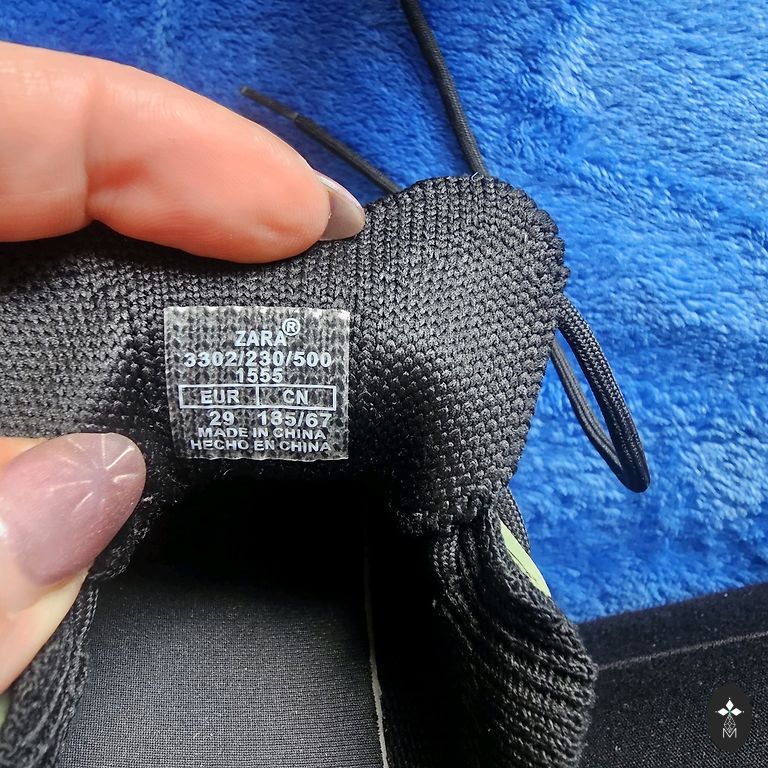 ZARA®
3302/230/500
1555
EUR CN
29 185/67
MADE IN CHINA
HECHO EN CHINA
M